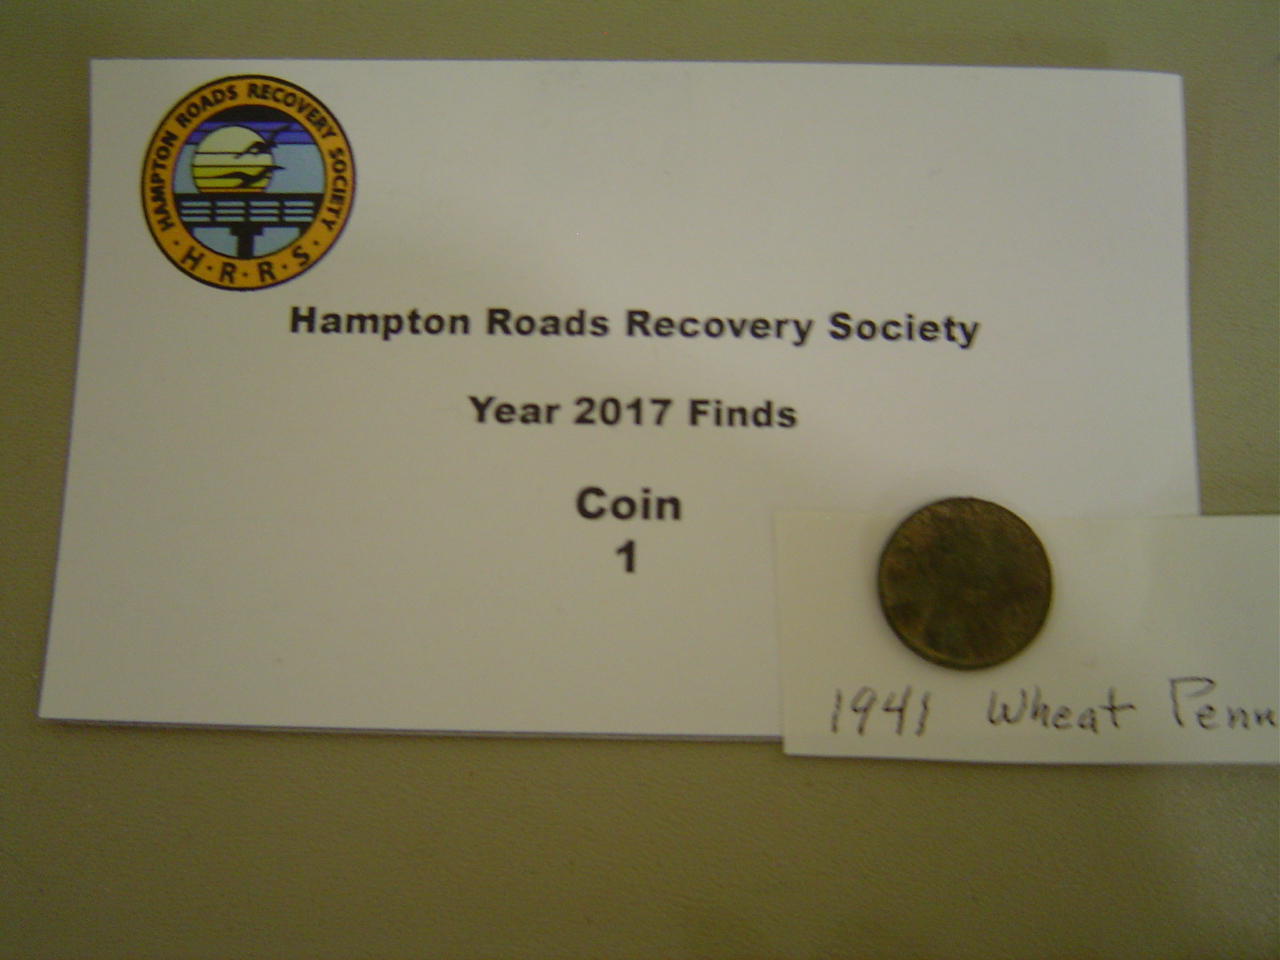 HAMPTON ROADS RECOVERY SOCIETY
· H · R · R · S ·
Hampton Roads Recovery Society
Year 2017 Finds
Coin
1
1941 Wheat Penn